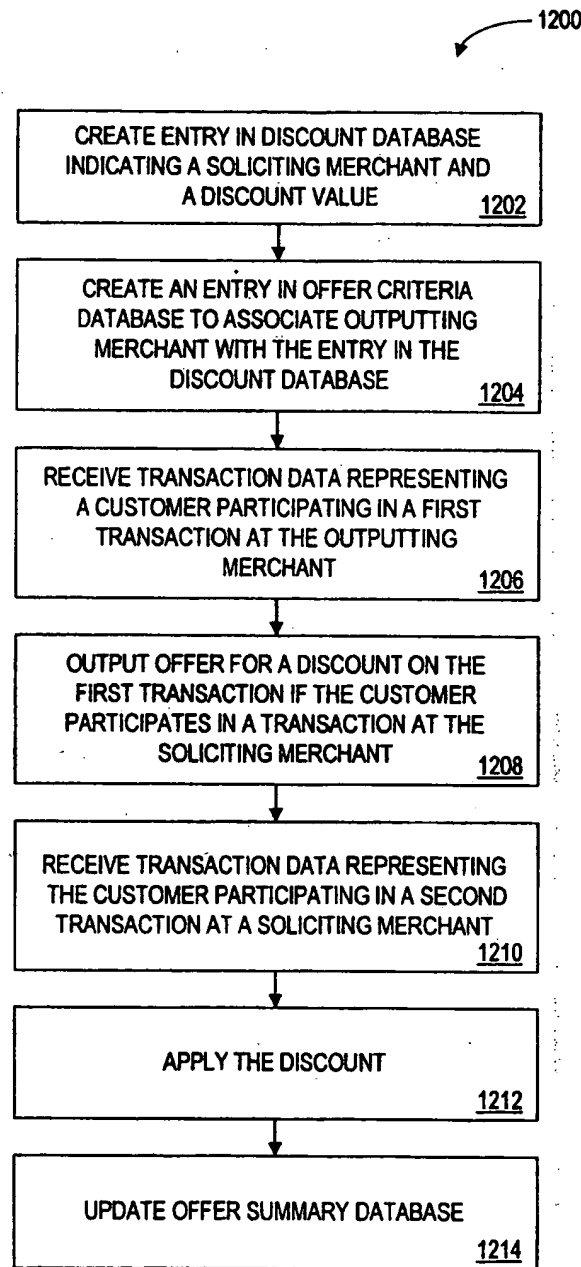 1200
CREATE ENTRY IN DISCOUNT DATABASE
INDICATING A SOLICITING MERCHANT AND
A DISCOUNT VALUE
1202
CREATE AN ENTRY IN OFFER CRITERIA
DATABASE TO ASSOCIATE OUTPUTTING
MERCHANT WITH THE ENTRY IN THE
DISCOUNT DATABASE
1204
RECEIVE TRANSACTION DATA REPRESENTING
A CUSTOMER PARTICIPATING IN A FIRST
TRANSACTION AT THE OUTPUTTING
MERCHANT
1206
OUTPUT OFFER FOR A DISCOUNT ON THE
FIRST TRANSACTION IF THE CUSTOMER
PARTICIPATES IN A TRANSACTION AT THE
SOLICITING MERCHANT
1208
RECEIVE TRANSACTION DATA REPRESENTING
THE CUSTOMER PARTICIPATING IN A SECOND
TRANSACTION AT A SOLICITING MERCHANT
1210
APPLY THE DISCOUNT
1212
UPDATE OFFER SUMMARY DATABASE
1214